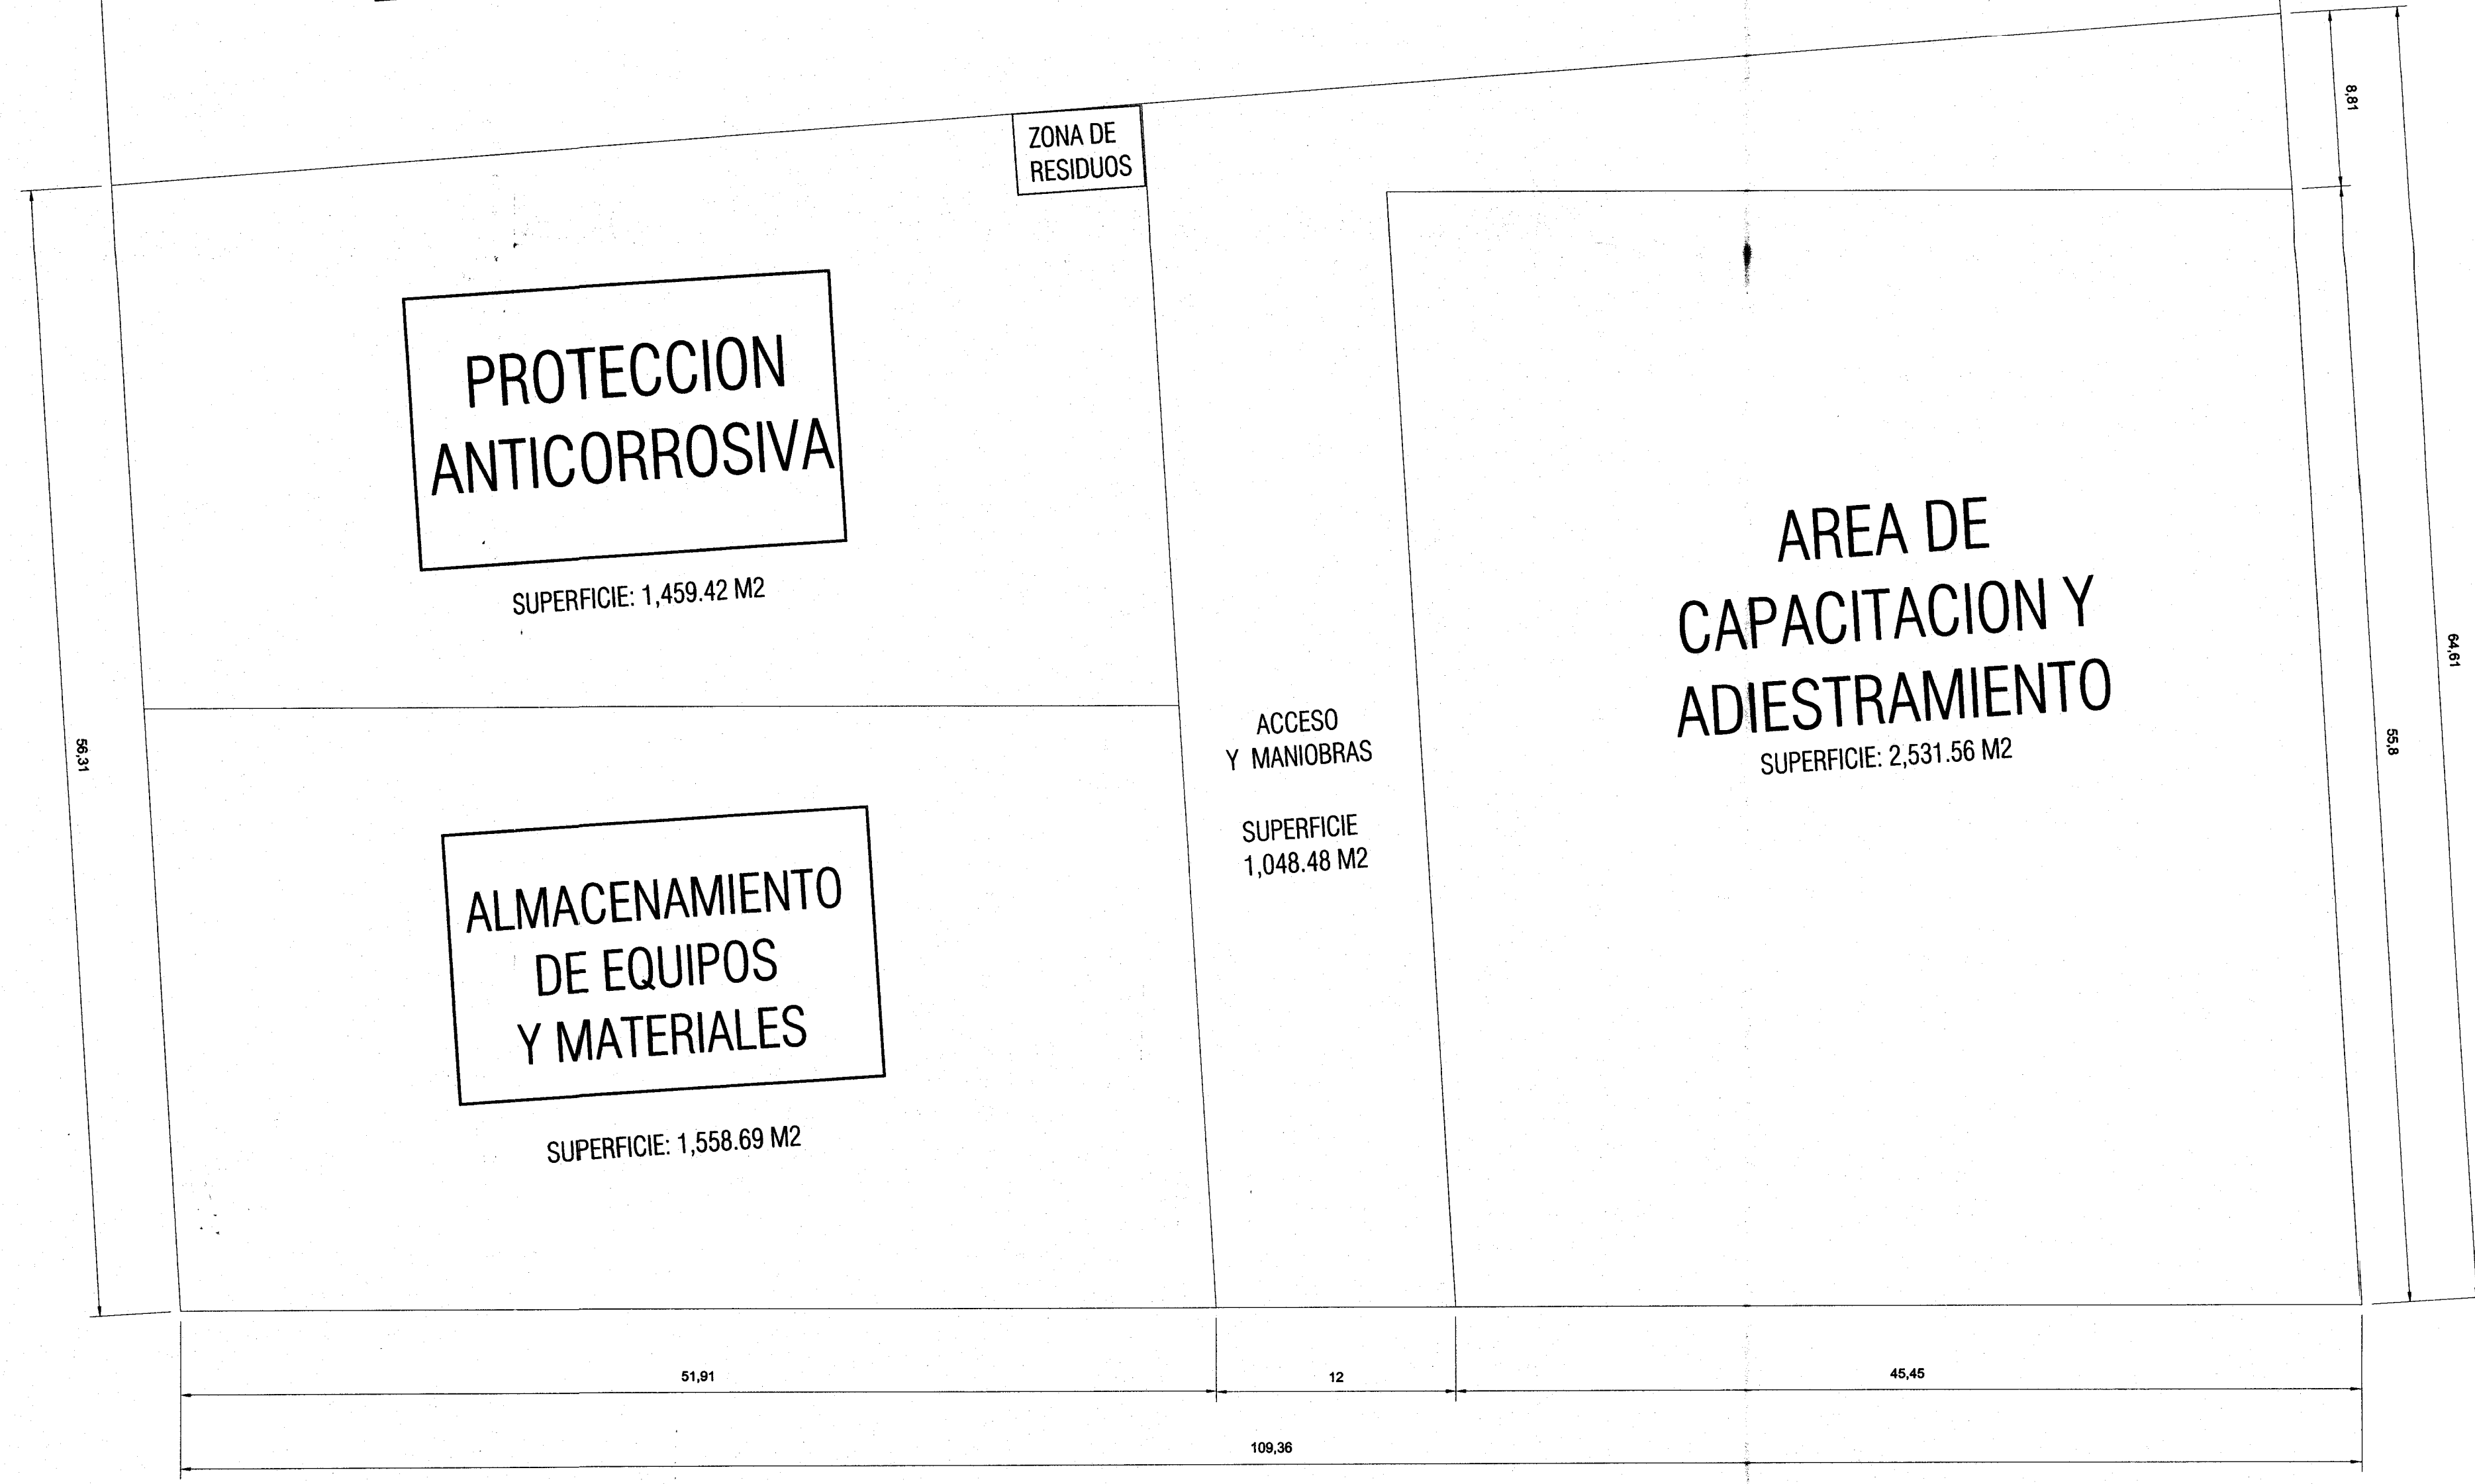 ZONA DE
RESIDUOS
8,81
PROTECCION
ANTICORROSIVA
SUPERFICIE: 1,459.42 M2
56,31
ALMACENAMIENTO
DE EQUIPOS
Y MATERIALES
SUPERFICIE: 1,558.69 M2
ACCESO
Y MANIOBRAS
SUPERFICIE
1,048.48 M2
AREA DE
CAPACITACION Y
ADIESTRAMIENTO
SUPERFICIE: 2,531.56 M2
55,8
64,61
51,91
12
45,45
109,36